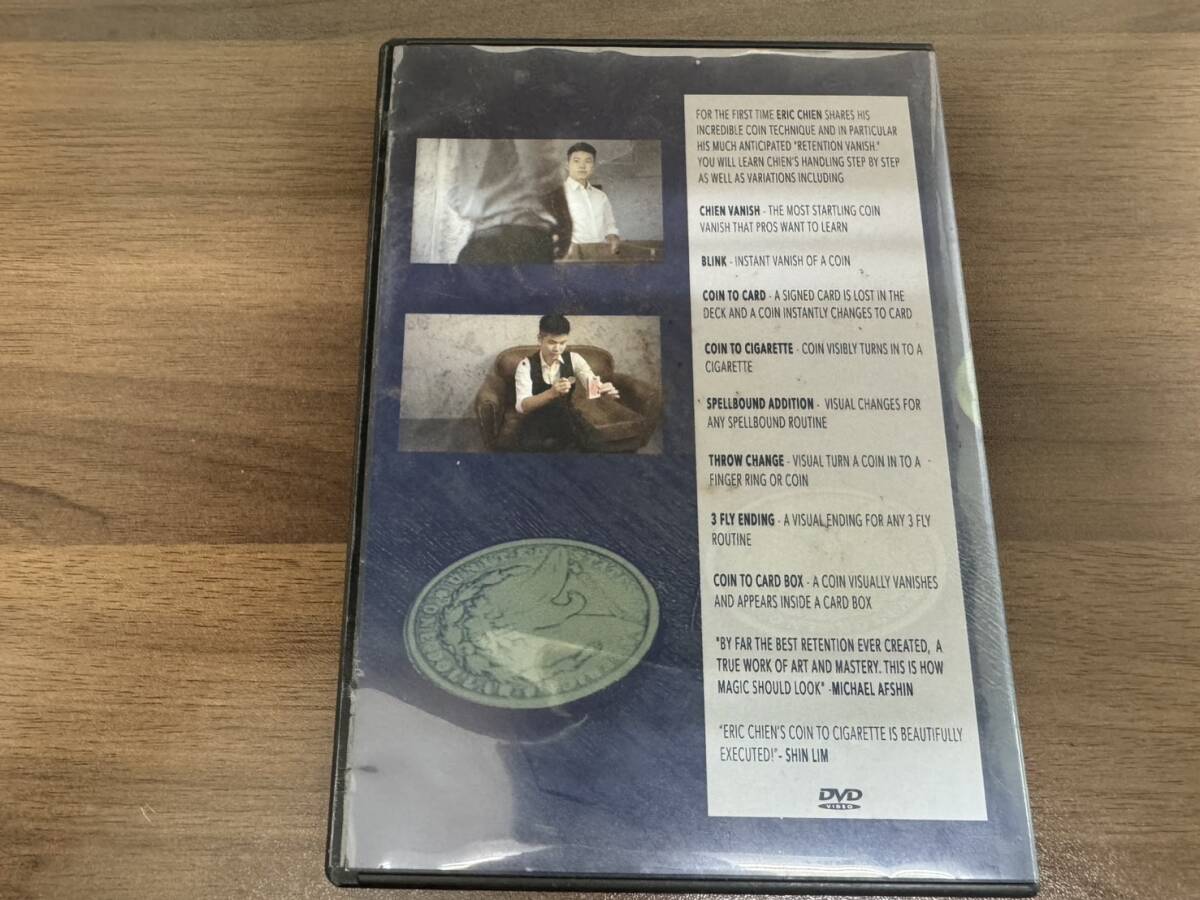 FOR THE FIRST TIME ERIC CHIEN SHARES HIS
INCREDIBLE COIN TECHNIQUE AND IN PARTICULAR
HIS MUCH ANTICIPATED "RETENTION VANISH."
YOU WILL LEARN CHIEN'S HANDLING STEP BY STEP
AS WELL AS VARIATIONS INCLUDING
CHIEN VANISH - THE MOST STARTLING COIN
VANISH THAT PROS WANT TO LEARN
BLINK - INSTANT VANISH OF A COIN
COIN TO CARD - A SIGNED CARD IS LOST IN THE
DECK AND A COIN INSTANTLY CHANGES TO CARD
COIN TO CIGARETTE - COIN VISIBLY TURNS IN TO A
CIGARETTE
SPELLBOUND ADDITION - VISUAL CHANGES FOR
ANY SPELLBOUND ROUTINE
THROW CHANGE - VISUAL TURN A COIN IN TO A
FINGER RING OR COIN
3 FLY ENDING - A VISUAL ENDING FOR ANY 3 FLY
ROUTINE
COIN TO CARD BOX - A COIN VISUALLY VANISHES
AND APPEARS INSIDE A CARD BOX
"BY FAR THE BEST RETENTION EVER CREATED, A
TRUE WORK OF ART AND MASTERY. THIS IS HOW
MAGIC SHOULD LOOK" -MICHAEL AFSHIN
"ERIC CHIEN'S COIN TO CIGARETTE IS BEAUTIFULLY
EXECUTED!"- SHIN LIM
DVD
VIDEO